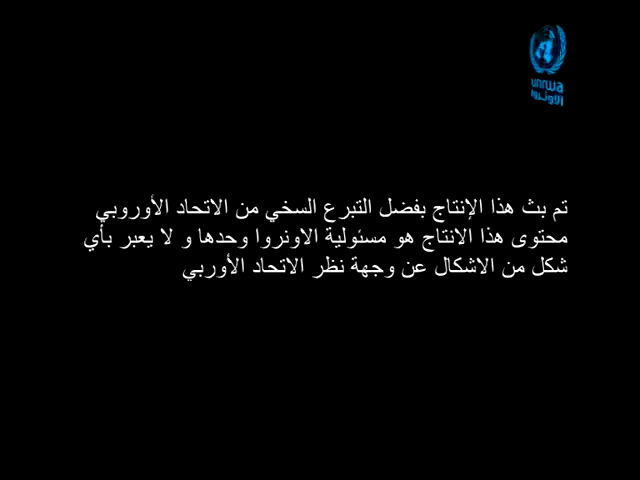 unrwa
الأونروا
تم بث هذا الإنتاج بفضل التبرع السخي من الاتحاد الأوروبي
محتوى هذا الانتاج هو مسئولية الاونروا وحدها و لا يعبر بأي
شكل من الاشكال عن وجهة نظر الاتحاد الأوربي